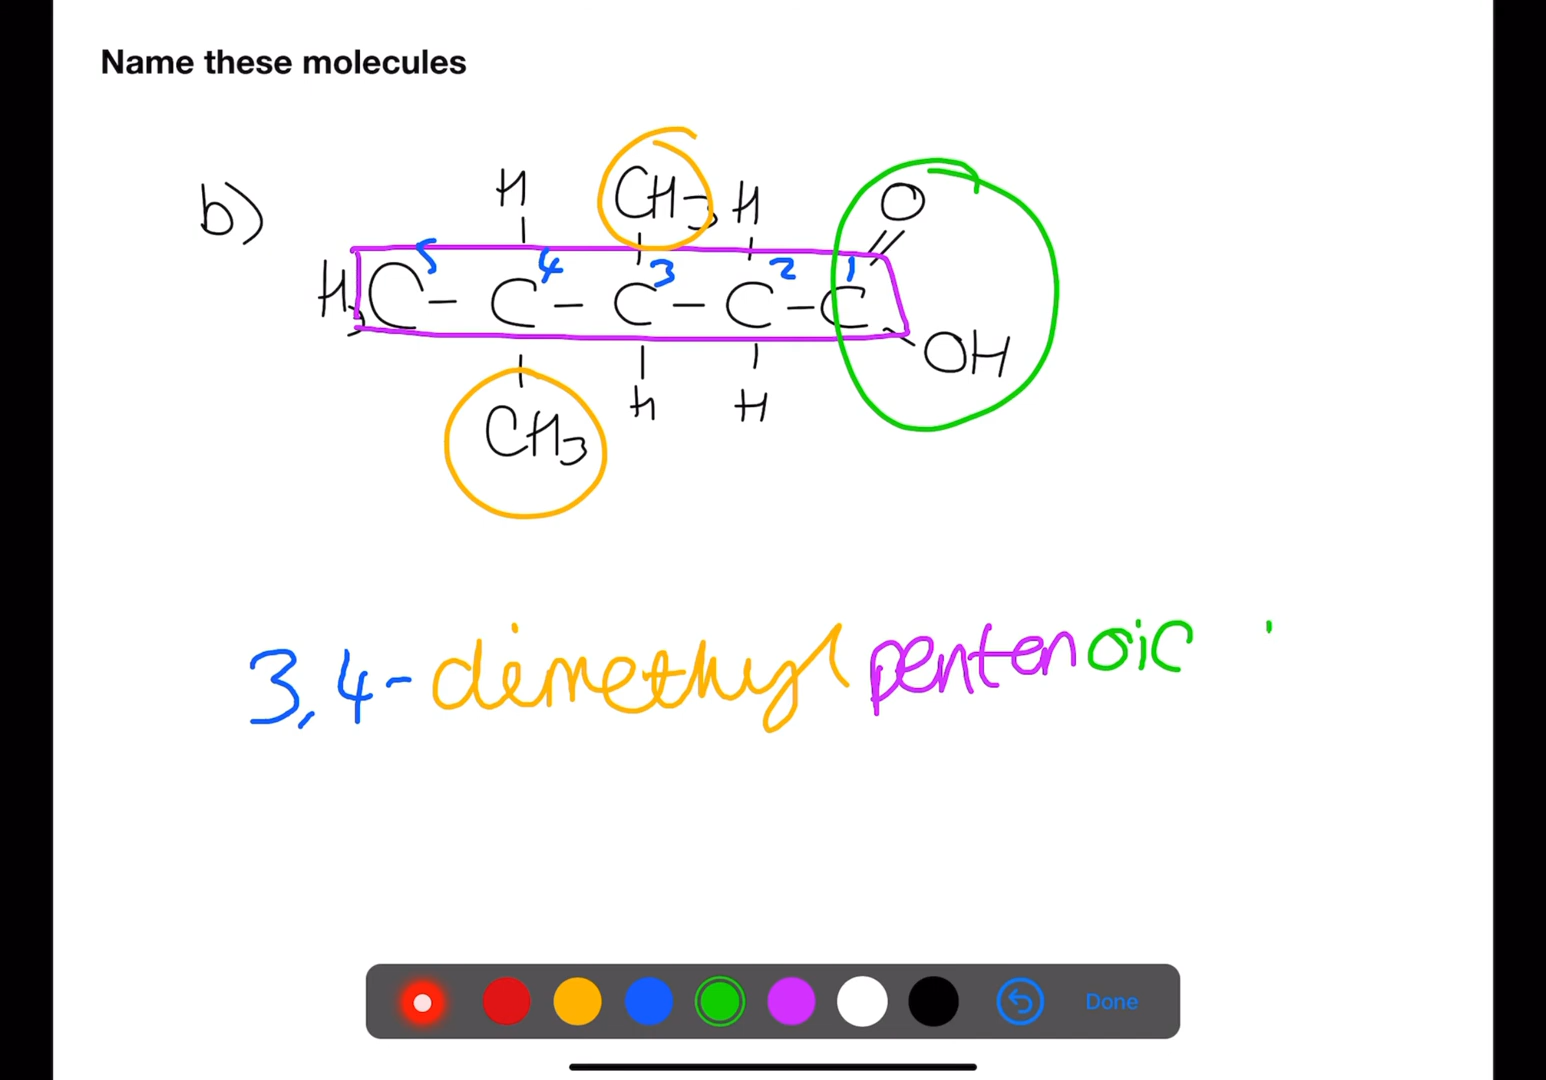 Name these molecules
b)
H CH3 H O
5 4 3 2 1
H3C – C – C – C – C
OH
CH3 h H
3,4-dimethylpentenoic
Done